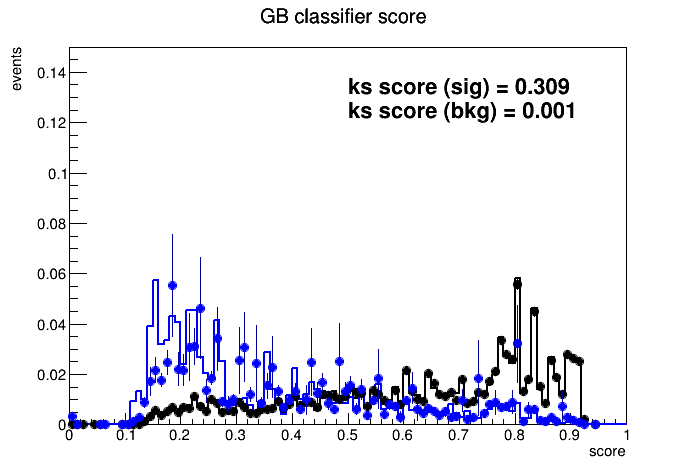 GB classifier score
events
ks score (sig) = 0.309
ks score (bkg) = 0.001
0.14
0.12
0.1
0.08
0.06
0.04
0.02
0
0 0.1 0.2 0.3 0.4 0.5 0.6 0.7 0.8 0.9 1
score